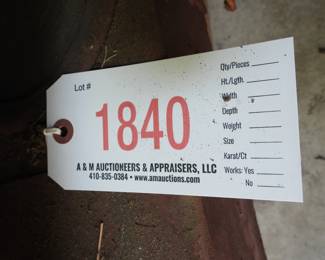 Lot #
1840
A & M AUCTIONEERS & APPRAISERS, LLC
410-835-0384 • www.amauctions.com
Qty/Pieces
Ht./Lgth.
Width
Depth
Weight
Size
Karat/Ct
Works: Yes
No